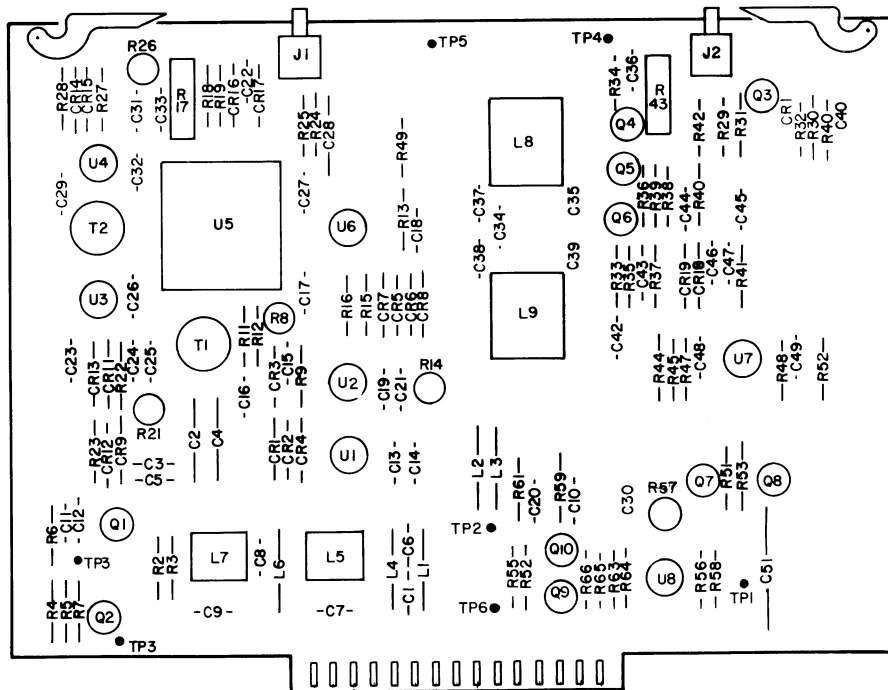 R26
J1
TP5
TP4
J2
R28
CR14
CR15
R27
C31
C33
R
17
R18
R19
CR16
C22
CR17
R25
R24
C28
R49
L8
R34
C36
R
43
Q4
Q3
R42
R29
R31
CR1
R32
R30
R40
C40
U4
C32
C29
T2
U5
C27
U6
R13
C18
C37
C34
C35
Q5
Q6
R36
R39
R38
C44
R40
C45
U3
C26
C17
R16
R15
CR7
CR5
CR6
CR8
C38
C39
L9
R33
R35
C43
R37
CR19
CR18
C46
C47
R41
C23
CR13
CR11
R22
C24
C25
T1
R11
R12
R8
C16
CR3
C15
R9
U2
C19
C21
R14
C42
R44
R45
R47
C48
U7
R48
C49
R52
R21
R23
CR12
CR9
C3
C5
C2
C4
CR1
CR2
CR4
U1
C13
C14
L2
L3
R61
C20
R59
C10
C30
R57
Q7
R51
R53
Q8
R6
C11
C12
Q1
TP3
R2
R3
L7
C8
L6
L5
L4
C1
C6
L1
TP2
R55
R52
Q10
Q9
R66
R65
R63
R64
U8
R56
R58
TP1
C51
R4
R5
R7
Q2
TP3
C9
C7
TP6